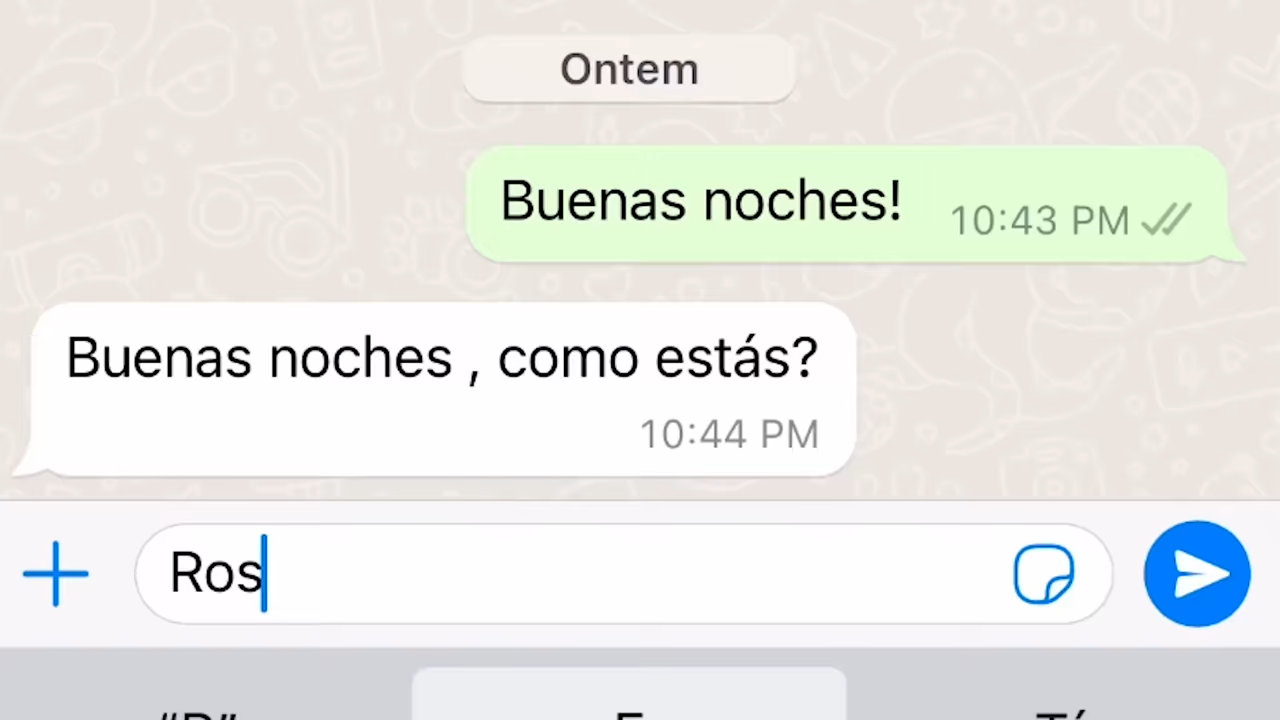 Ontem
Buenas noches!
10:43 PM
Buenas noches , como estás?
10:44 PM
Ros